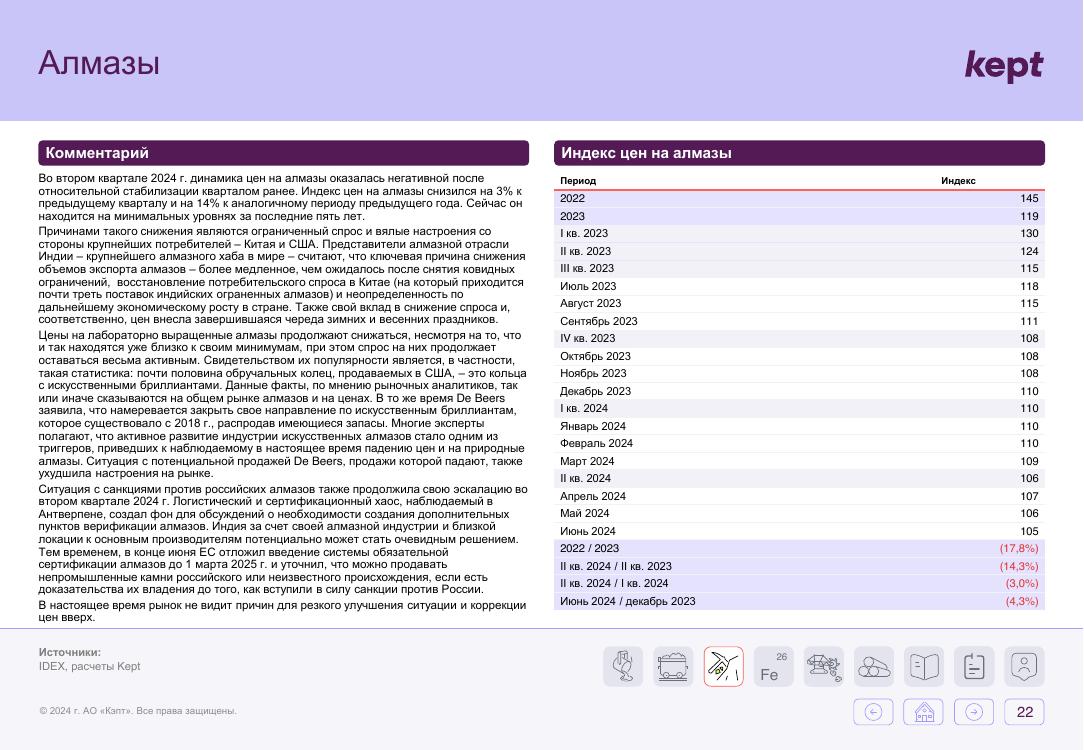 Алмазы
kept
Комментарий
Во втором квартале 2024 г. динамика цен на алмазы оказалась негативной после
относительной стабилизации кварталом ранее. Индекс цен на алмазы снизился на 3% к
предыдущему кварталу и на 14% к аналогичному периоду предыдущего года. Сейчас он
находится на минимальных уровнях за последние пять лет.
Причинами такого снижения являются ограниченный спрос и вялые настроения со
стороны крупнейших потребителей – Китая и США. Представители алмазной отрасли
Индии – крупнейшего алмазного хаба в мире – считают, что ключевая причина снижения
объемов экспорта алмазов – более медленное, чем ожидалось после снятия ковидных
ограничений, восстановление потребительского спроса в Китае (на который приходится
почти треть поставок индийских ограненных алмазов) и неопределенность по
дальнейшему экономическому росту в стране. Также свой вклад в снижение спроса и,
соответственно, цен внесла завершившаяся череда зимних и весенних праздников.
Цены на лабораторно выращенные алмазы продолжают снижаться, несмотря на то, что
и так находятся уже близко к своим минимумам, при этом спрос на них продолжает
оставаться весьма активным. Свидетельством их популярности является, в частности,
такая статистика: почти половина обручальных колец, продаваемых в США, – это кольца
с искусственными бриллиантами. Данные факты, по мнению рыночных аналитиков, так
или иначе сказываются на общем рынке алмазов и на ценах. В то же время De Beers
заявила, что намеревается закрыть свое направление по искусственным бриллиантам,
которое существовало с 2018 г., распродав имеющиеся запасы. Многие эксперты
полагают, что активное развитие индустрии искусственных алмазов стало одним из
триггеров, приведших к наблюдаемому в настоящее время падению цен и на природные
алмазы. Ситуация с потенциальной продажей De Beers, продажи которой падают, также
ухудшила настроения на рынке.
Ситуация с санкциями против российских алмазов также продолжила свою эскалацию во
втором квартале 2024 г. Логистический и сертификационный хаос, наблюдаемый в
Антверпене, создал фон для обсуждений о необходимости создания дополнительных
пунктов верификации алмазов. Индия за счет своей алмазной индустрии и близкой
локации к основным производителям потенциально может стать очевидным решением.
Тем временем, в конце июня ЕС отложил введение системы обязательной
сертификации алмазов до 1 марта 2025 г. и уточнил, что можно продавать
непромышленные камни российского или неизвестного происхождения, если есть
доказательства их владения до того, как вступили в силу санкции против России.
В настоящее время рынок не видит причин для резкого улучшения ситуации и коррекции
цен вверх.
Индекс цен на алмазы
Период Индекс
2022 145
2023 119
I кв. 2023 130
II кв. 2023 124
III кв. 2023 115
Июль 2023 118
Август 2023 115
Сентябрь 2023 111
IV кв. 2023 108
Октябрь 2023 108
Ноябрь 2023 108
Декабрь 2023 110
I кв. 2024 110
Январь 2024 110
Февраль 2024 110
Март 2024 109
II кв. 2024 106
Апрель 2024 107
Май 2024 106
Июнь 2024 105
2022 / 2023 (17,8%)
II кв. 2024 / II кв. 2023 (14,3%)
II кв. 2024 / I кв. 2024 (3,0%)
Июнь 2024 / декабрь 2023 (4,3%)
Источники:
IDEX, расчеты Kept
26
Fe
© 2024 г. АО «Кэпт». Все права защищены.
22